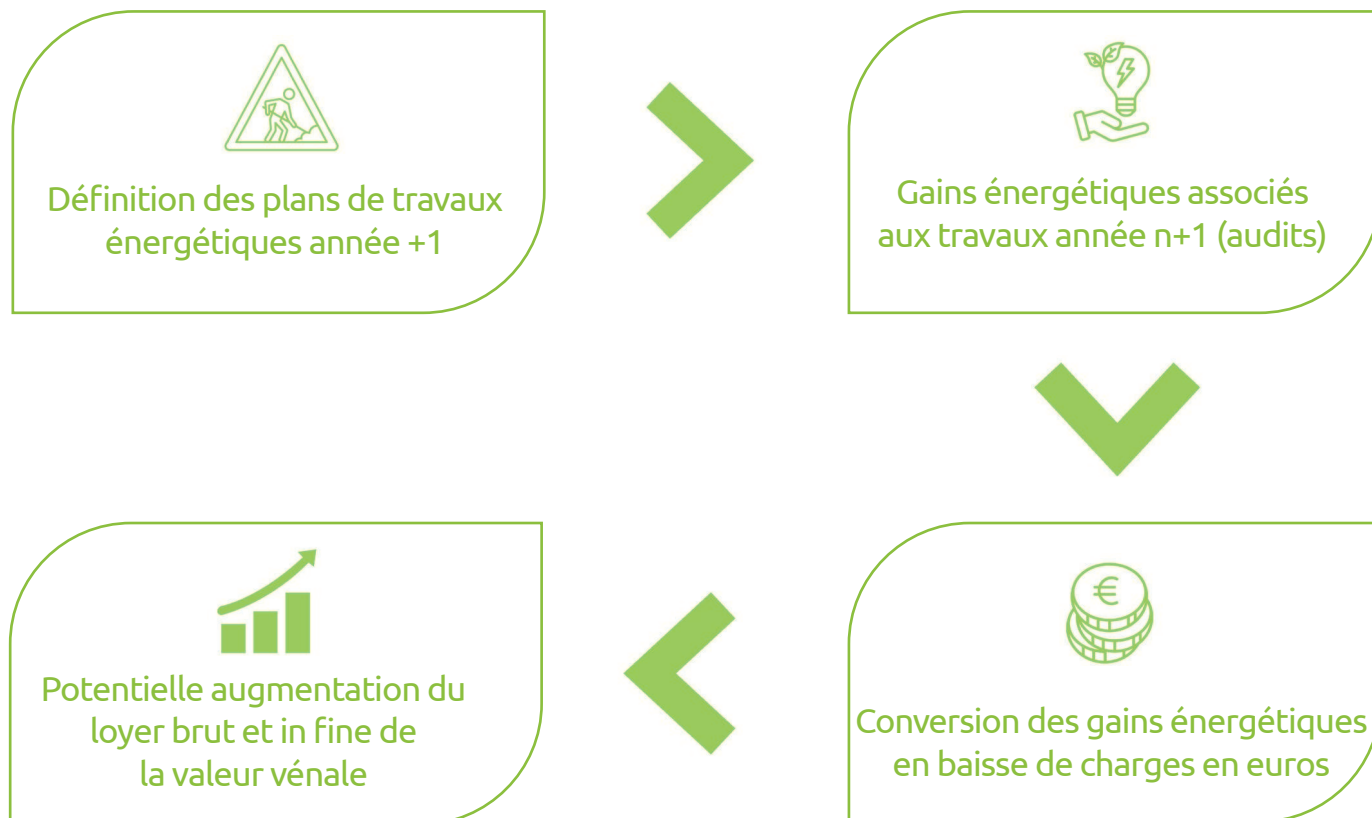 Définition des plans de travaux
énergétiques année +1
Gains énergétiques associés
aux travaux année n+1 (audits)
Conversion des gains énergétiques
en baisse de charges en euros
€
Potentielle augmentation du
loyer brut et in fine de
la valeur vénale